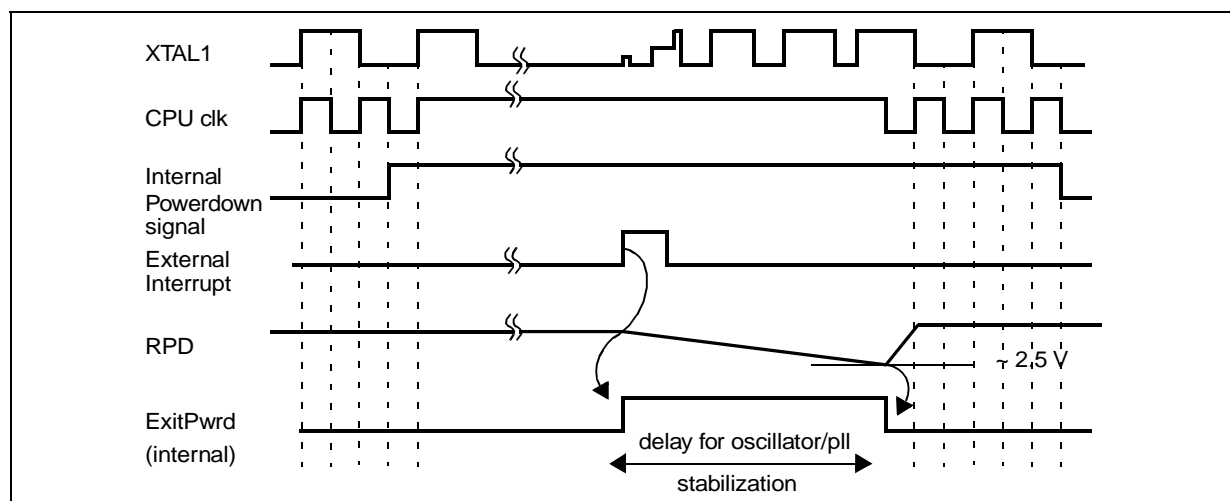 XTAL1
CPU clk
Internal
Powerdown
signal
External
Interrupt
RPD
~ 2.5 V
ExitPwrd
(internal)
delay for oscillator/pll
stabilization